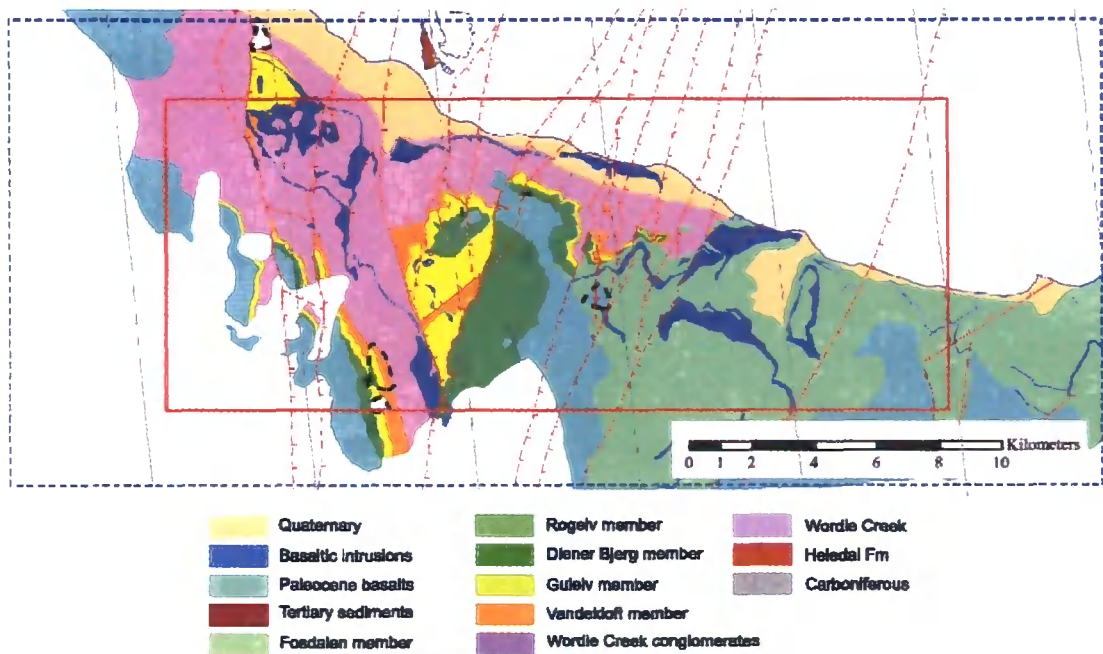 Kilometers
0 1 2 4 6 8 10
Quaternary
Basaltic intrusions
Paleocene basalts
Tertiary sediments
Fosdalen member
Rogelv member
Diener Bjerg member
Gulelv member
Vandekloft member
Wordie Creek conglomerates
Wordie Creek
Heledal Fm
Carboniferous